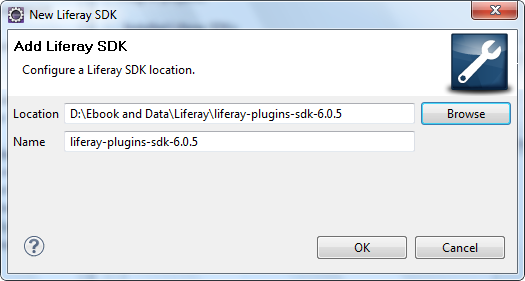 New Liferay SDK
Add Liferay SDK
Configure a Liferay SDK location.
Location D:\Ebook and Data\Liferay\liferay-plugins-sdk-6.0.5 Browse
Name liferay-plugins-sdk-6.0.5
? OK Cancel